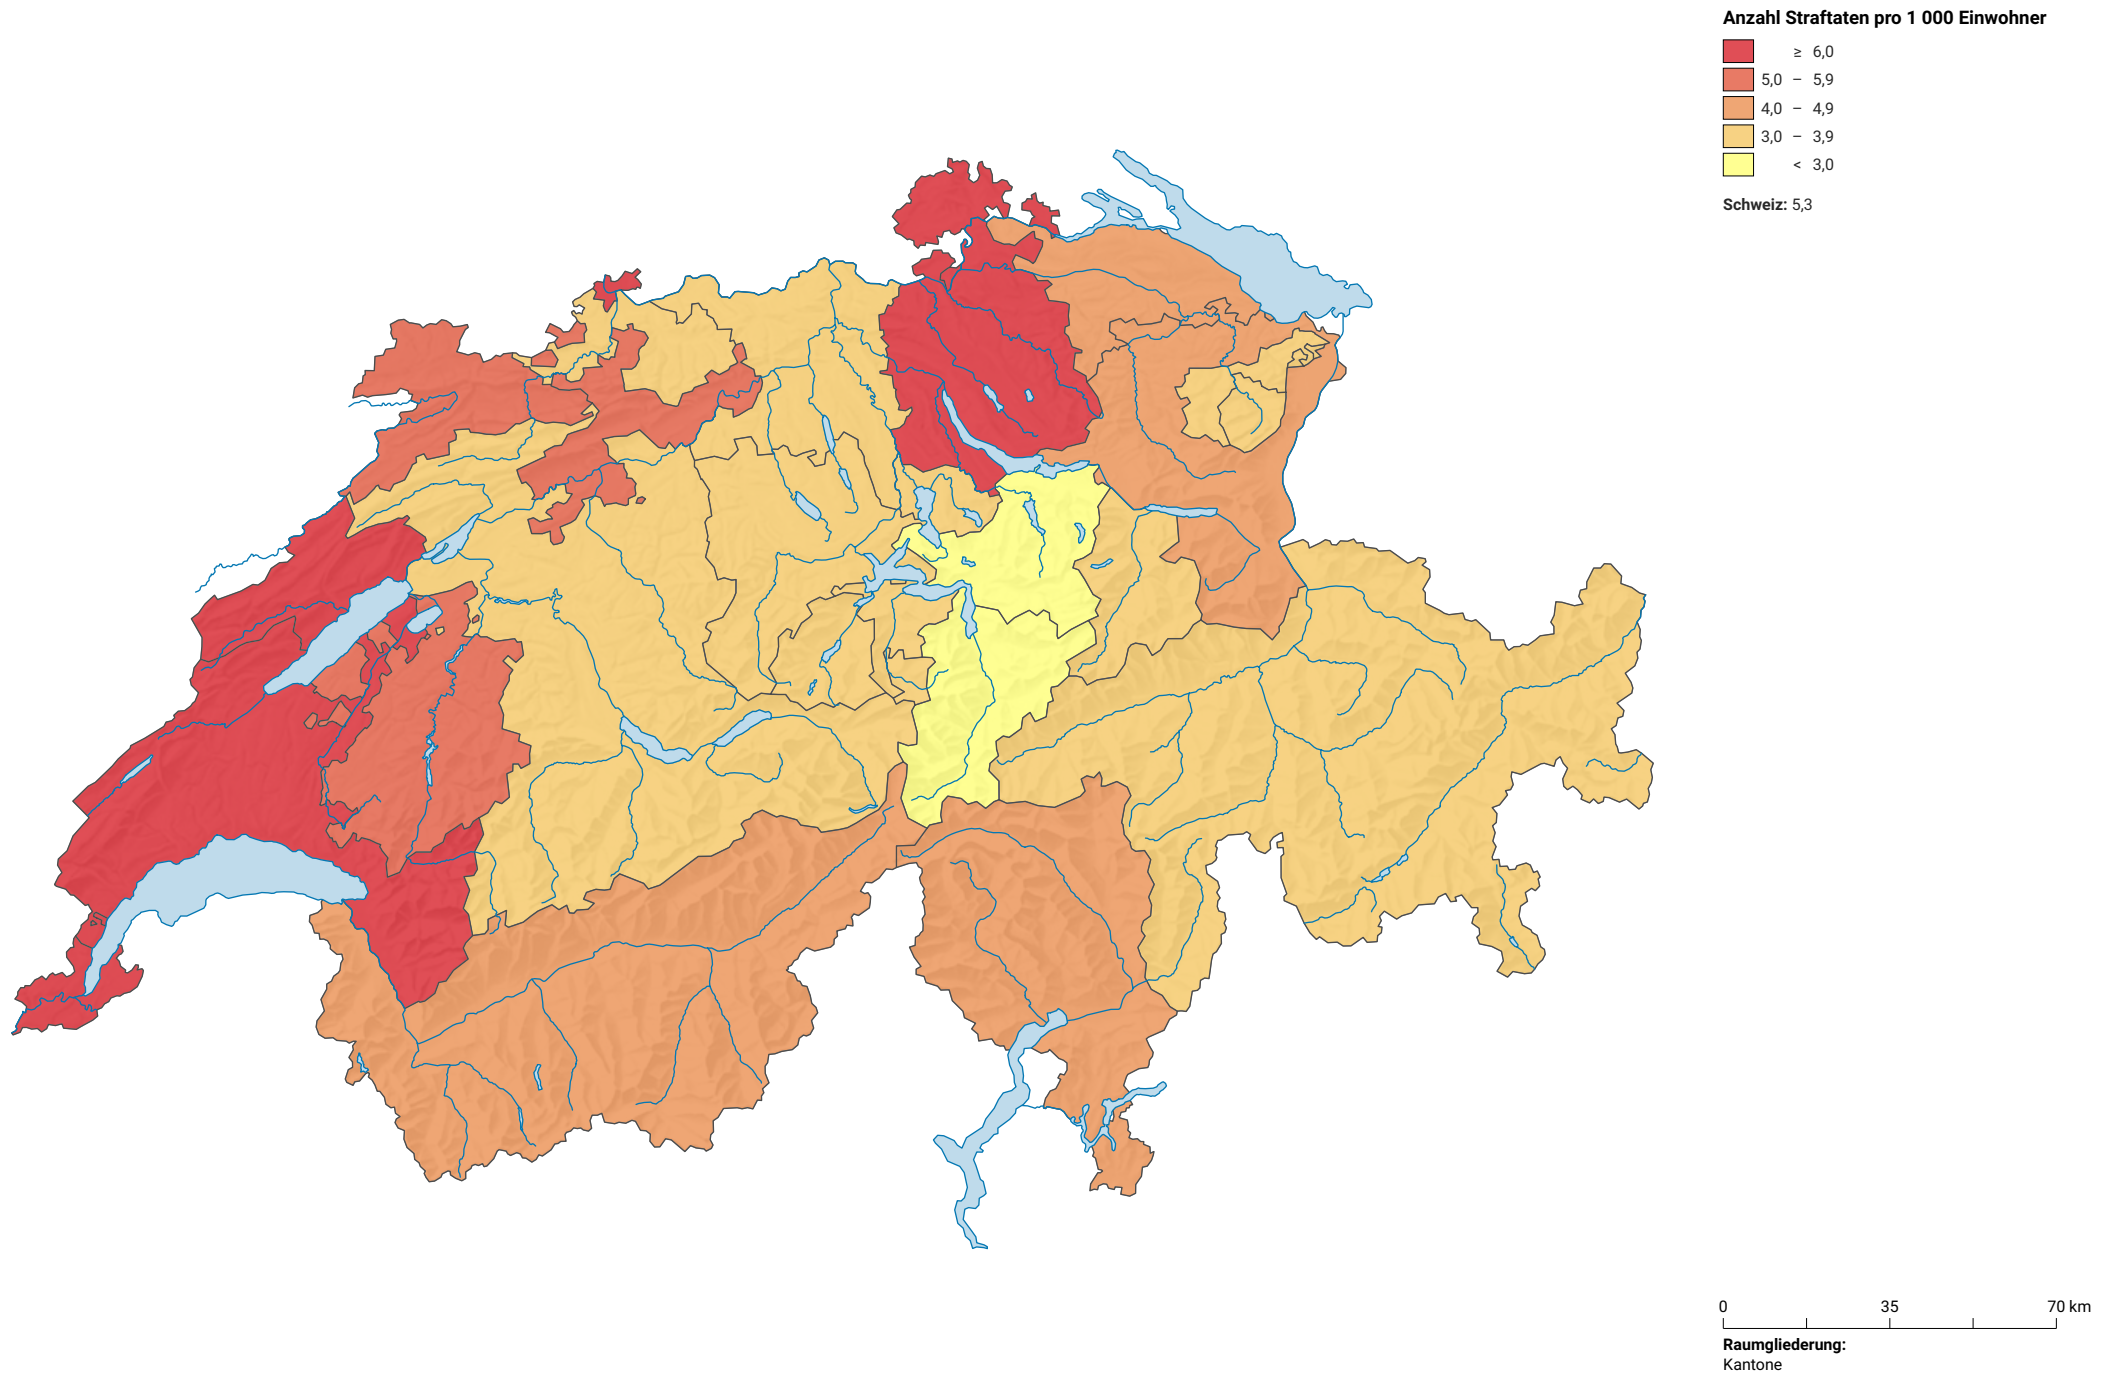 Anzahl Straftaten pro 1 000 Einwohner
≥ 6,0
5,0 – 5,9
4,0 – 4,9
3,0 – 3,9
< 3,0
Schweiz: 5,3
0 35 70 km
Raumgliederung:
Kantone